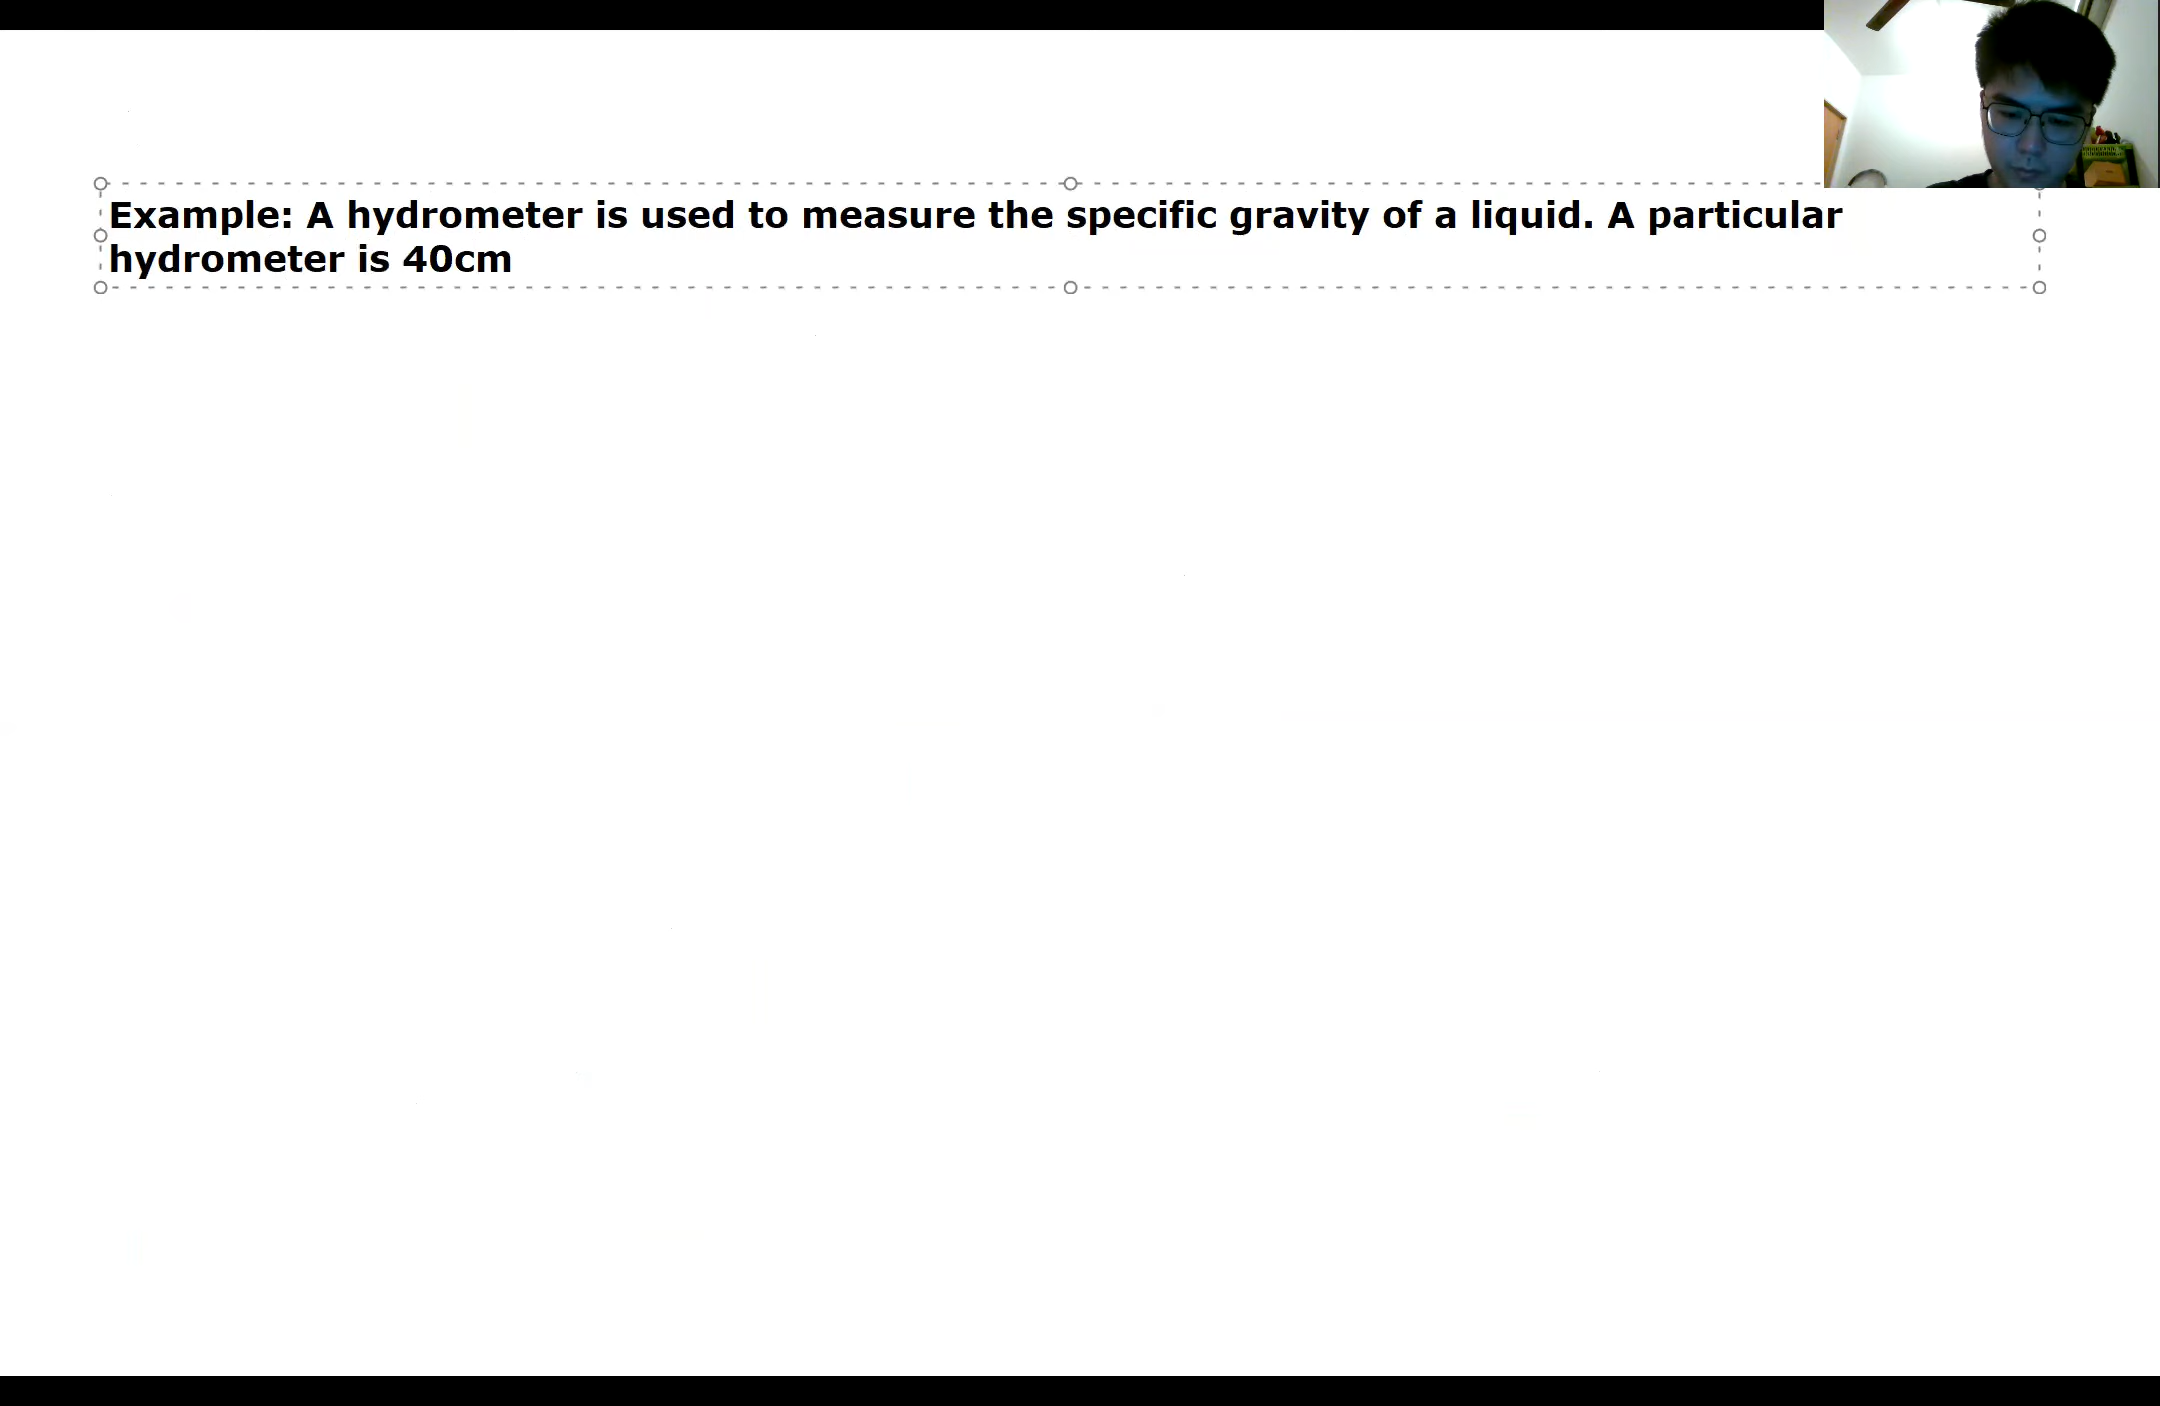 Example: A hydrometer is used to measure the specific gravity of a liquid. A particular
hydrometer is 40cm